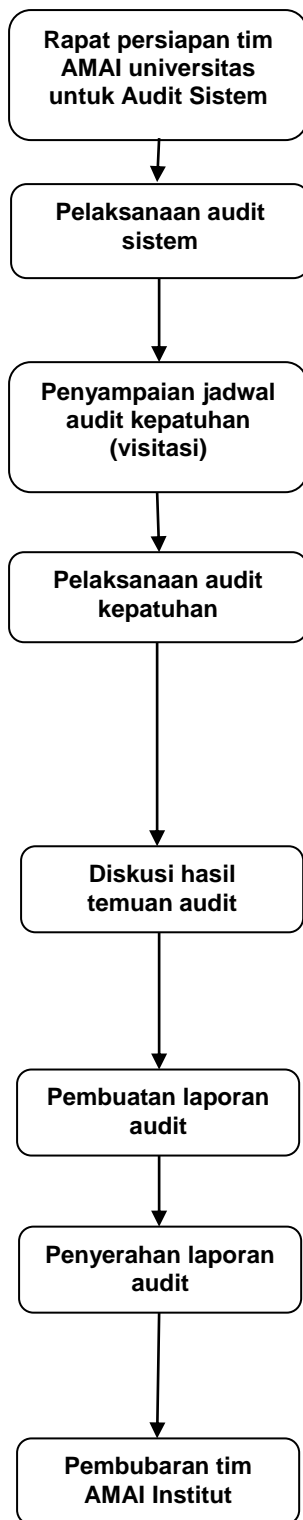 Rapat persiapan tim
AMAI universitas
untuk Audit Sistem
Pelaksanaan audit
sistem
Penyampaian jadwal
audit kepatuhan
(visitasi)
Pelaksanaan audit
kepatuhan
Diskusi hasil
temuan audit
Pembuatan laporan
audit
Penyerahan laporan
audit
Pembubaran tim
AMAI Institut